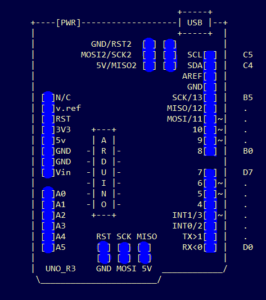 +-----+
+----[PWR]-------------------| USB |--+
|                            +-----+  |
|         GND/RST2  [ ][ ]            |
|       MOSI2/SCK2  [ ][ ]  SCL[ ] |   C5
|          5V/MISO2 [ ][ ]  SDA[ ] |   C4
|                          AREF[ ] |
|                           GND[ ] |
| [ ]N/C                 SCK/13[ ] |   B5
| [ ]v.ref              MISO/12[ ] |   .
| [ ]RST                MOSI/11[ ]~|   .
| [ ]3V3    +---+            10[ ]~|   .
| [ ]5v     | A |             9[ ]~|   .
| [ ]GND   -| R |-            8[ ] |   B0
| [ ]GND   -| D |-                 |
| [ ]Vin   -| U |-            7[ ] |   D7
|          -| I |-            6[ ]~|   .
| [ ]A0    -| N |-            5[ ]~|   .
| [ ]A1    -| O |-            4[ ] |   .
| [ ]A2     +---+        INT1/3[ ]~|   .
| [ ]A3                  INT0/2[ ] |   .
| [ ]A4   RST SCK MISO     TX>1[ ] |   .
| [ ]A5   [ ] [ ] [ ]      RX<0[ ] |   D0
|         [ ] [ ] [ ]              |
| UNO_R3  GND MOSI 5V  ____________/
\_______________________/